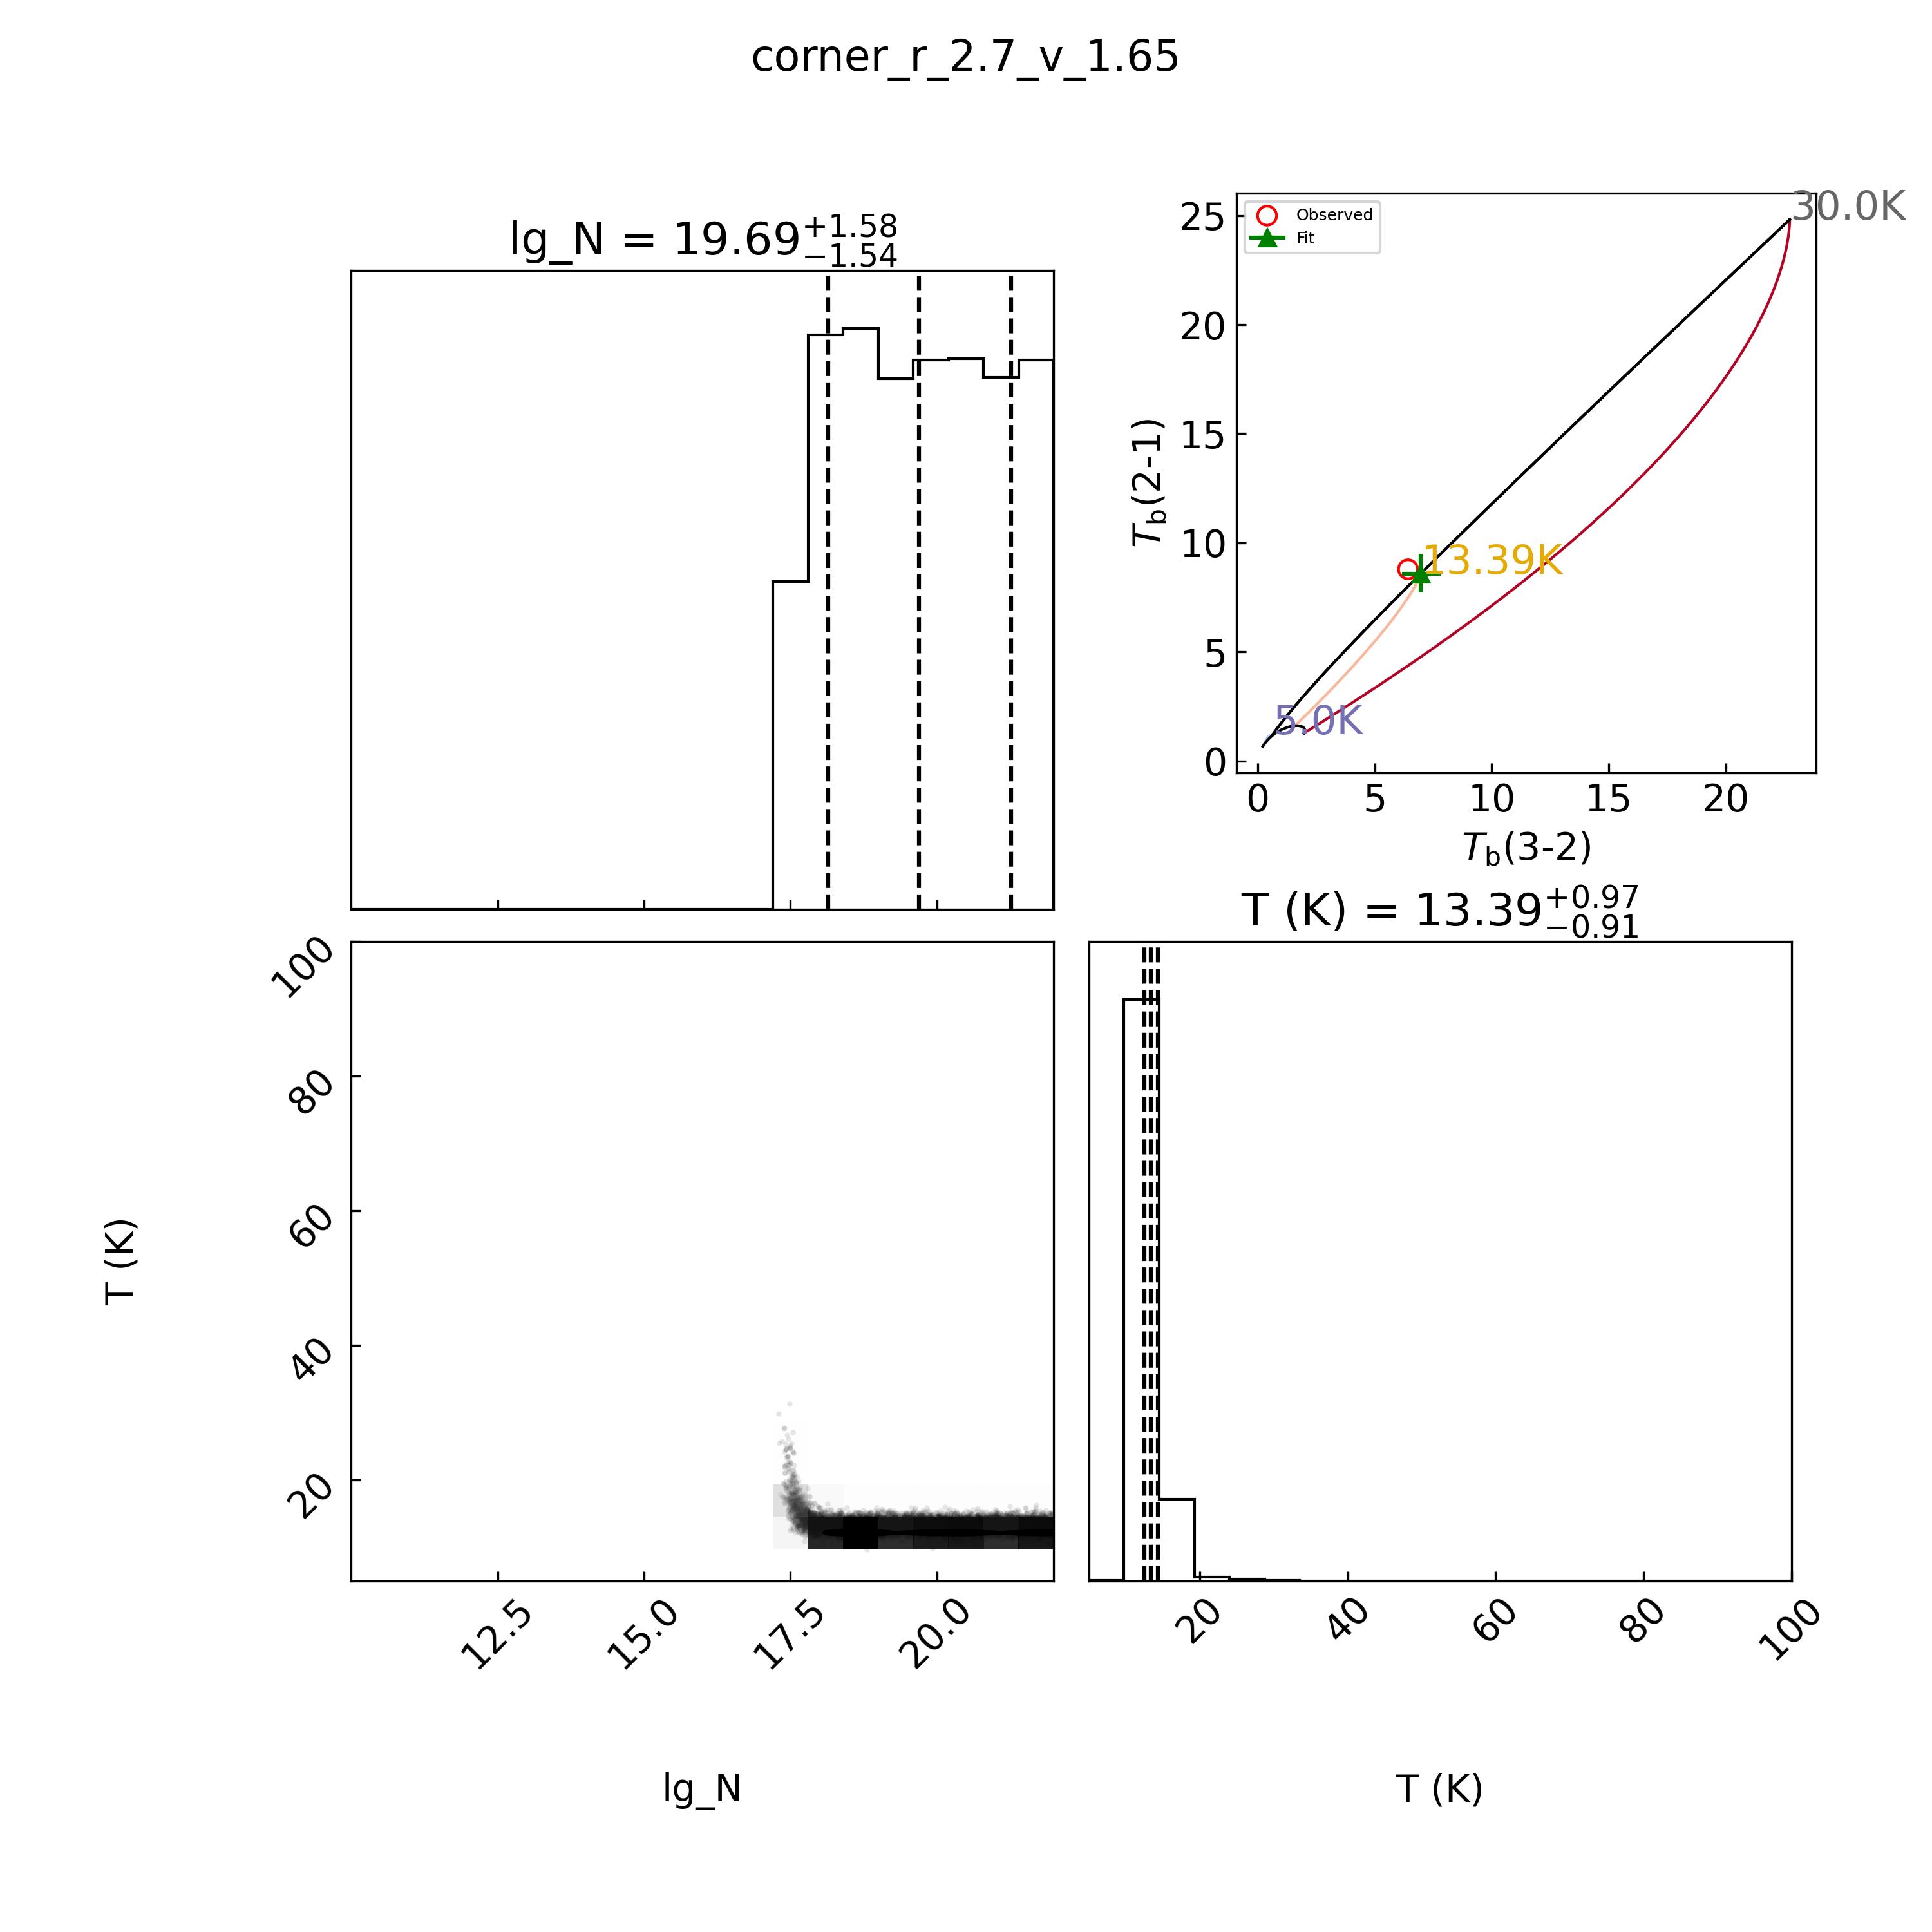 corner_r_2.7_v_1.65
lg_N = 19.69+1.58−1.54
30.0K
25
20
15
10
5
0
Observed
Fit
13.39K
5.0K
Tb(2-1)
0 5 10 15 20
Tb(3-2)
T (K) = 13.39+0.97−0.91
100
80
60
40
20
T (K)
12.5 15.0 17.5 20.0
lg_N
20 40 60 80 100
T (K)